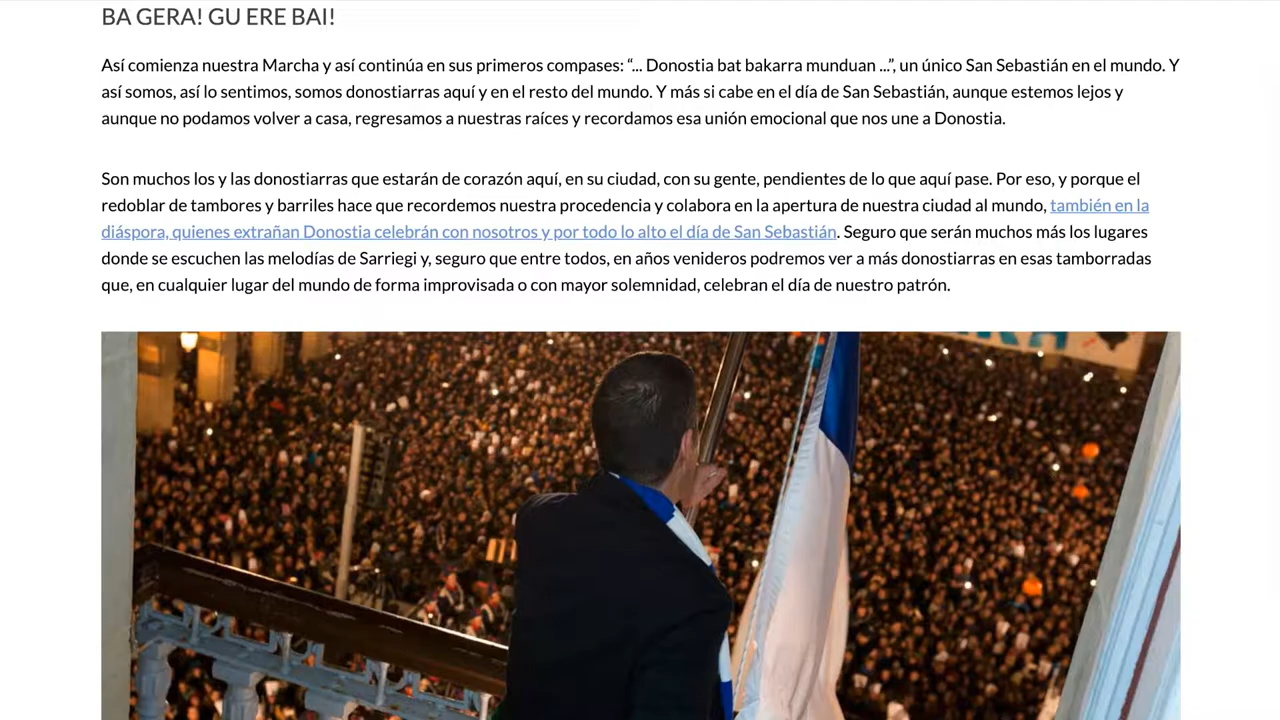 BA GERA! GU ERE BAI!
Así comienza nuestra Marcha y así continúa en sus primeros compases: “... Donostia bat bakarra munduan ...”, un único San Sebastián en el mundo. Y
así somos, así lo sentimos, somos donostiarras aquí y en el resto del mundo. Y más si cabe en el día de San Sebastián, aunque estemos lejos y
aunque no podamos volver a casa, regresamos a nuestras raíces y recordamos esa unión emocional que nos une a Donostia.
Son muchos los y las donostiarras que estarán de corazón aquí, en su ciudad, con su gente, pendientes de lo que aquí pase. Por eso, y porque el
redoblar de tambores y barriles hace que recordemos nuestra procedencia y colabora en la apertura de nuestra ciudad al mundo, también en la
diáspora, quienes extrañan Donostia celebrán con nosotros y por todo lo alto el día de San Sebastián. Seguro que serán muchos más los lugares
donde se escuchen las melodías de Sarriegi y, seguro que entre todos, en años venideros podremos ver a más donostiarras en esas tamborradas
que, en cualquier lugar del mundo de forma improvisada o con mayor solemnidad, celebran el día de nuestro patrón.